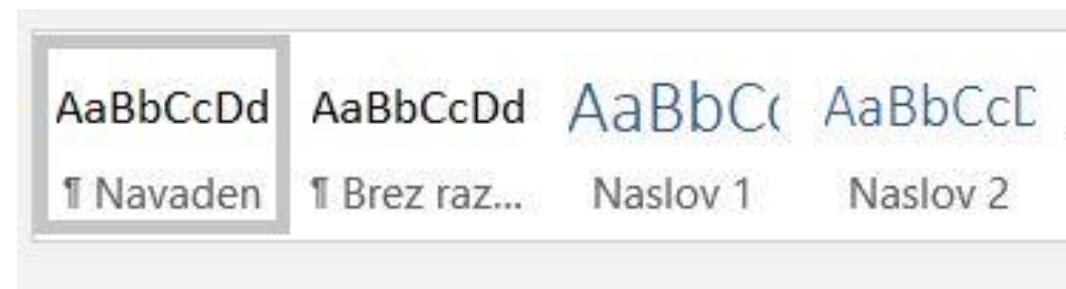 AaBbCcDd AaBbCcDd AaBbC( AaBbCcD
¶ Navaden ¶ Brez raz... Naslov 1 Naslov 2